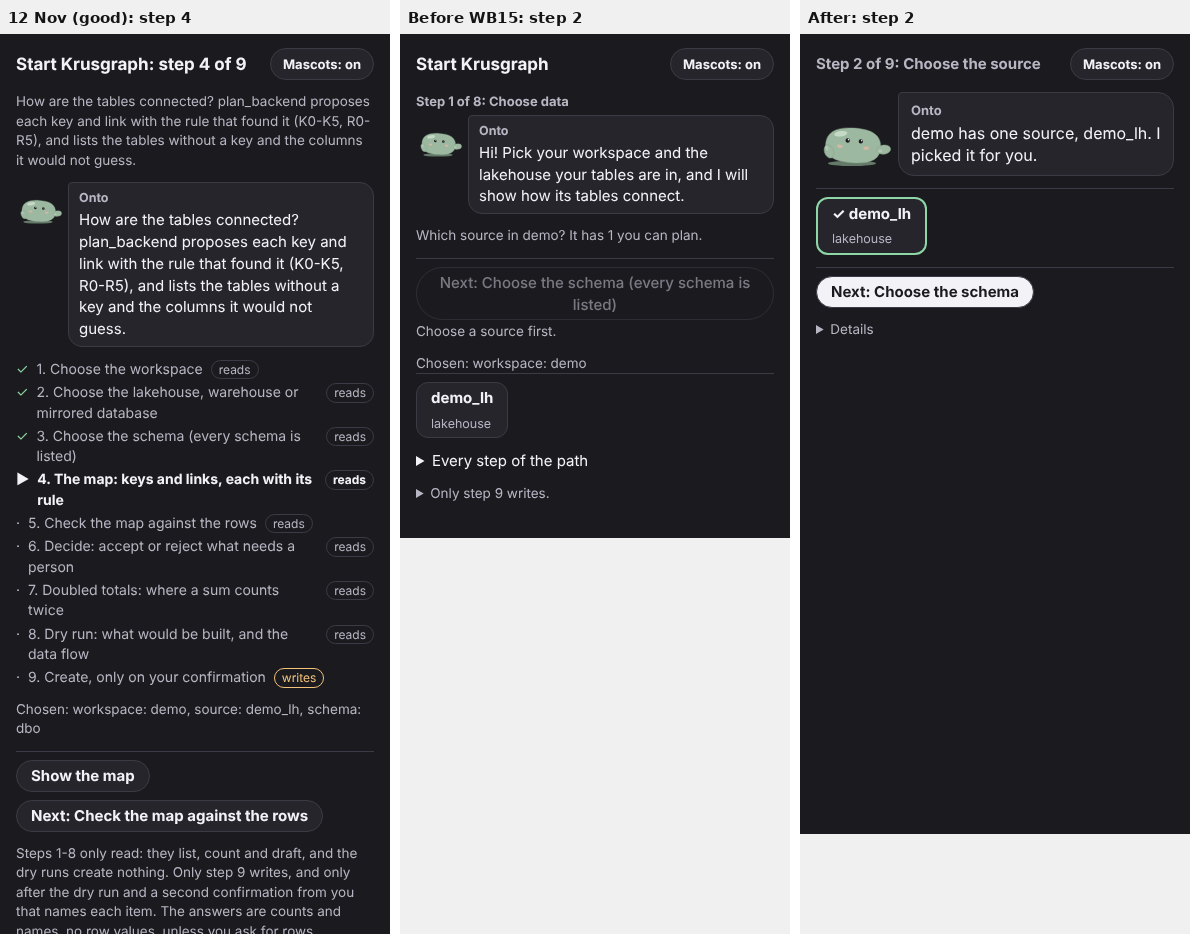 12 Nov (good): step 4
Start Krusgraph: step 4 of 9
Mascots: on
How are the tables connected? plan_backend proposes
each key and link with the rule that found it (K0-K5, R0-
R5), and lists the tables without a key and the columns
it would not guess.
Onto
How are the tables connected?
plan_backend proposes each key and
link with the rule that found it (K0-K5,
R0-R5), and lists the tables without a
key and the columns it would not
guess.
✓ 1. Choose the workspace reads
✓ 2. Choose the lakehouse, warehouse or reads
mirrored database
✓ 3. Choose the schema (every schema is reads
listed)
▶ 4. The map: keys and links, each with its reads
rule
· 5. Check the map against the rows reads
· 6. Decide: accept or reject what needs a reads
person
· 7. Doubled totals: where a sum counts reads
twice
· 8. Dry run: what would be built, and the reads
data flow
· 9. Create, only on your confirmation writes
Chosen: workspace: demo, source: demo_lh, schema:
dbo
Show the map
Next: Check the map against the rows
Steps 1-8 only read: they list, count and draft, and the
dry runs create nothing. Only step 9 writes, and only
after the dry run and a second confirmation from you
that names each item. The answers are counts and
names, no row values, unless you ask for rows
Before WB15: step 2
Start Krusgraph
Mascots: on
Step 1 of 8: Choose data
Onto
Hi! Pick your workspace and the
lakehouse your tables are in, and I will
show how its tables connect.
Which source in demo? It has 1 you can plan.
Next: Choose the schema (every schema is
listed)
Choose a source first.
Chosen: workspace: demo
demo_lh
lakehouse
▶ Every step of the path
▶ Only step 9 writes.
After: step 2
Step 2 of 9: Choose the source
Mascots: on
Onto
demo has one source, demo_lh. I
picked it for you.
✓ demo_lh
lakehouse
Next: Choose the schema
▶ Details